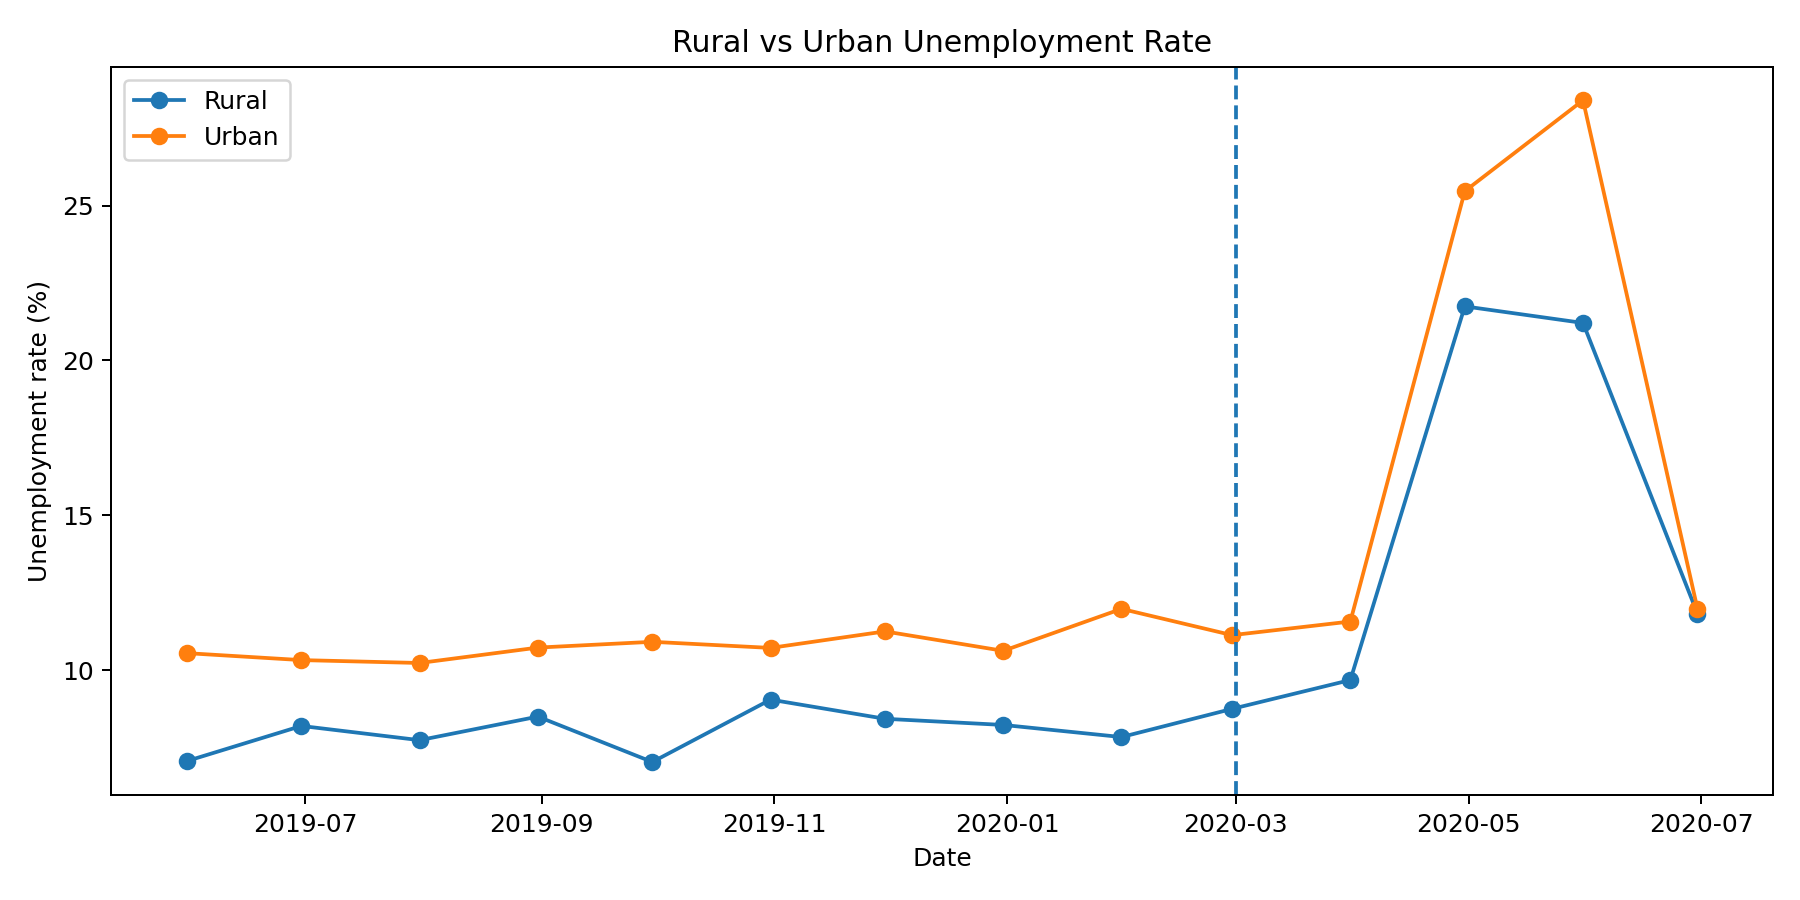 Rural vs Urban Unemployment Rate
Rural
Urban
Unemployment rate (%)
25
20
15
10
2019-07 2019-09 2019-11 2020-01 2020-03 2020-05 2020-07
Date